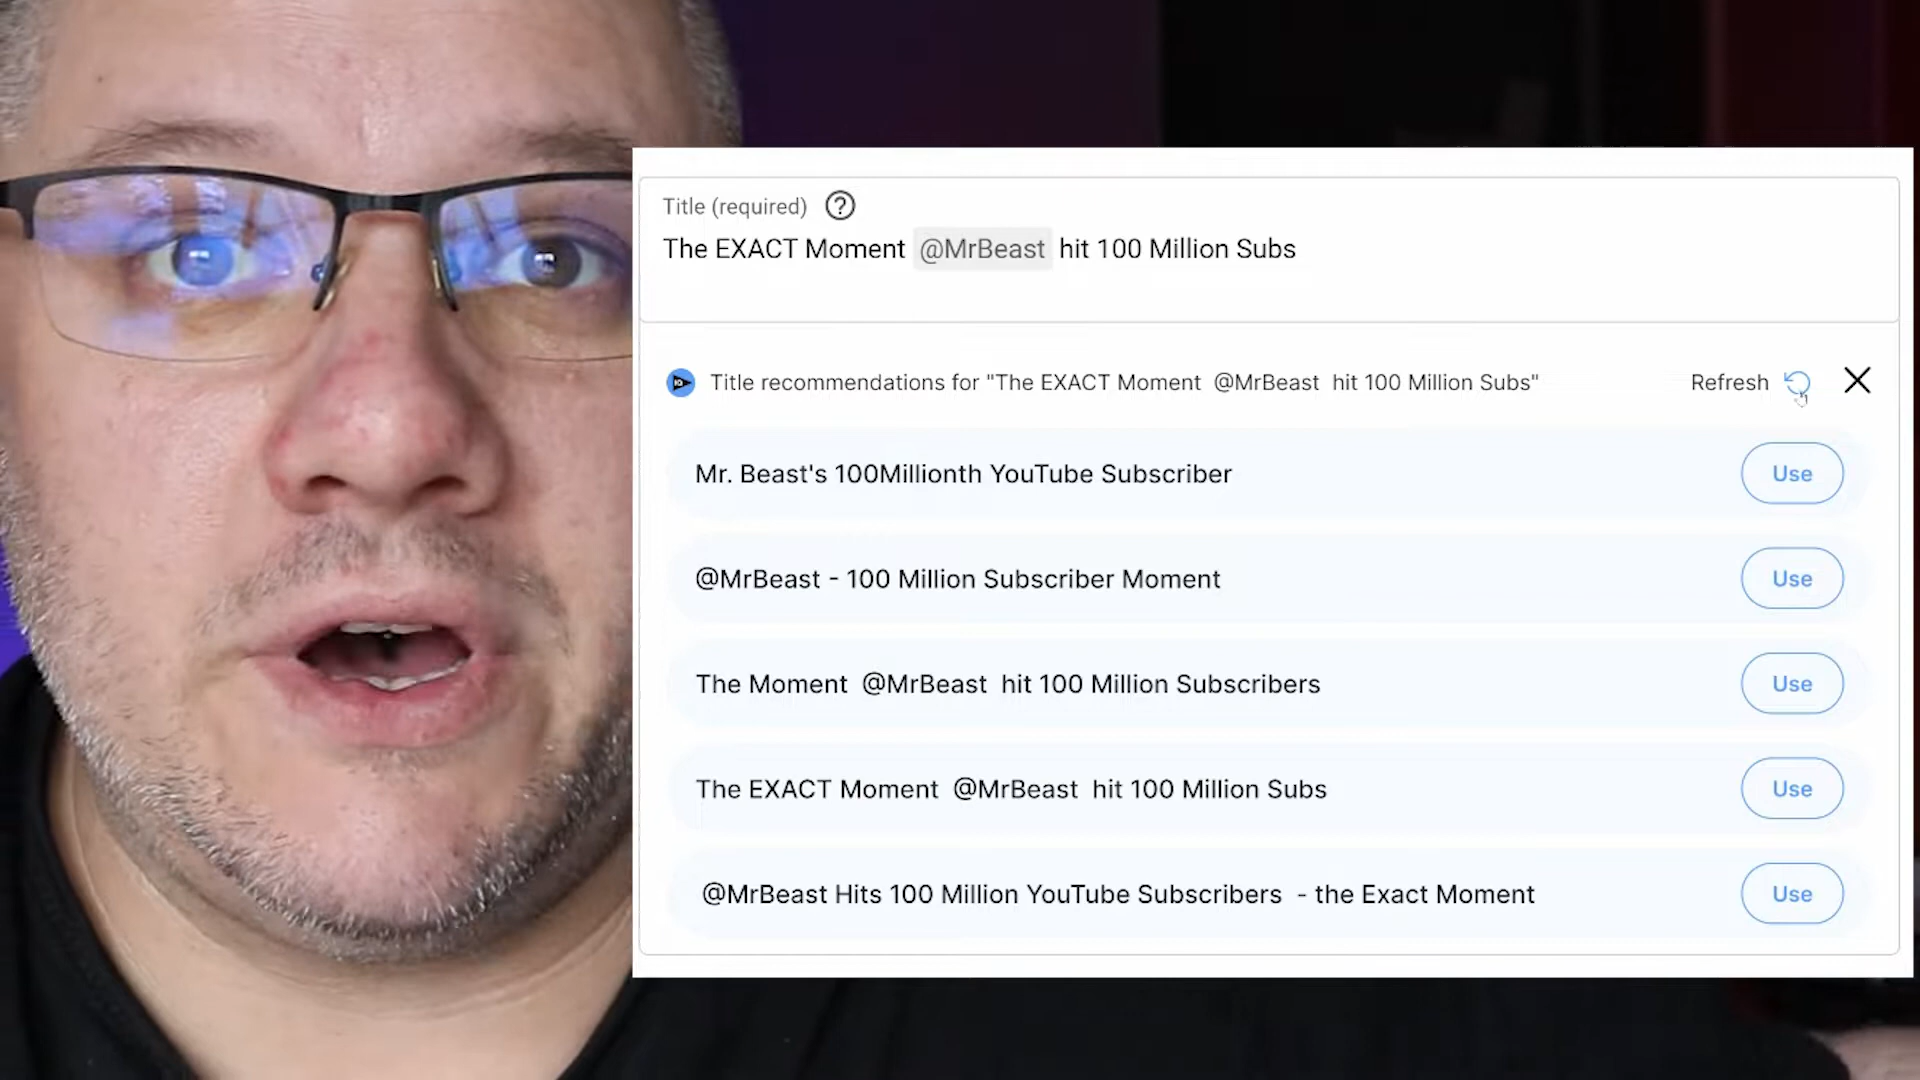 Title (required) ?
The EXACT Moment @MrBeast hit 100 Million Subs
Title recommendations for "The EXACT Moment @MrBeast hit 100 Million Subs" Refresh
Mr. Beast's 100Millionth YouTube Subscriber Use
@MrBeast - 100 Million Subscriber Moment Use
The Moment @MrBeast hit 100 Million Subscribers Use
The EXACT Moment @MrBeast hit 100 Million Subs Use
@MrBeast Hits 100 Million YouTube Subscribers - the Exact Moment Use